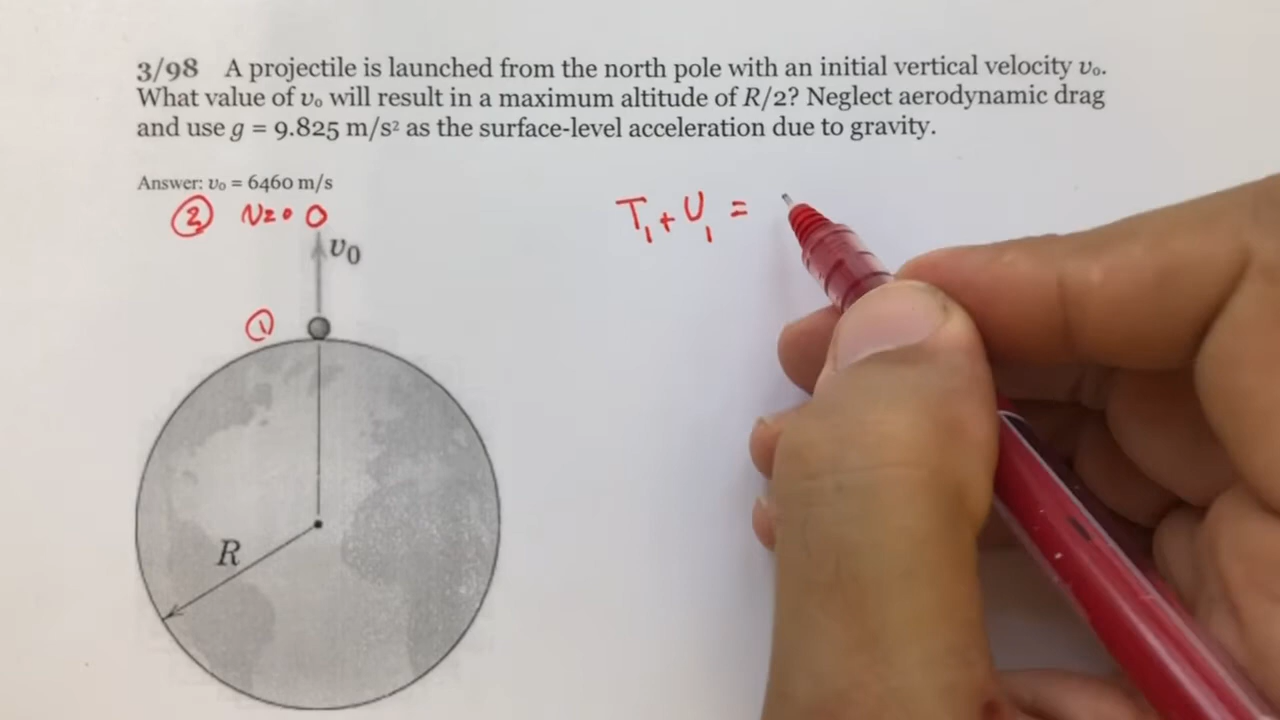 3/98 A projectile is launched from the north pole with an initial vertical velocity v₀.
What value of v₀ will result in a maximum altitude of R/2? Neglect aerodynamic drag
and use g = 9.825 m/s² as the surface-level acceleration due to gravity.
Answer: v₀ = 6460 m/s
② V=0
T₁ + U₁ =
v₀
①
R